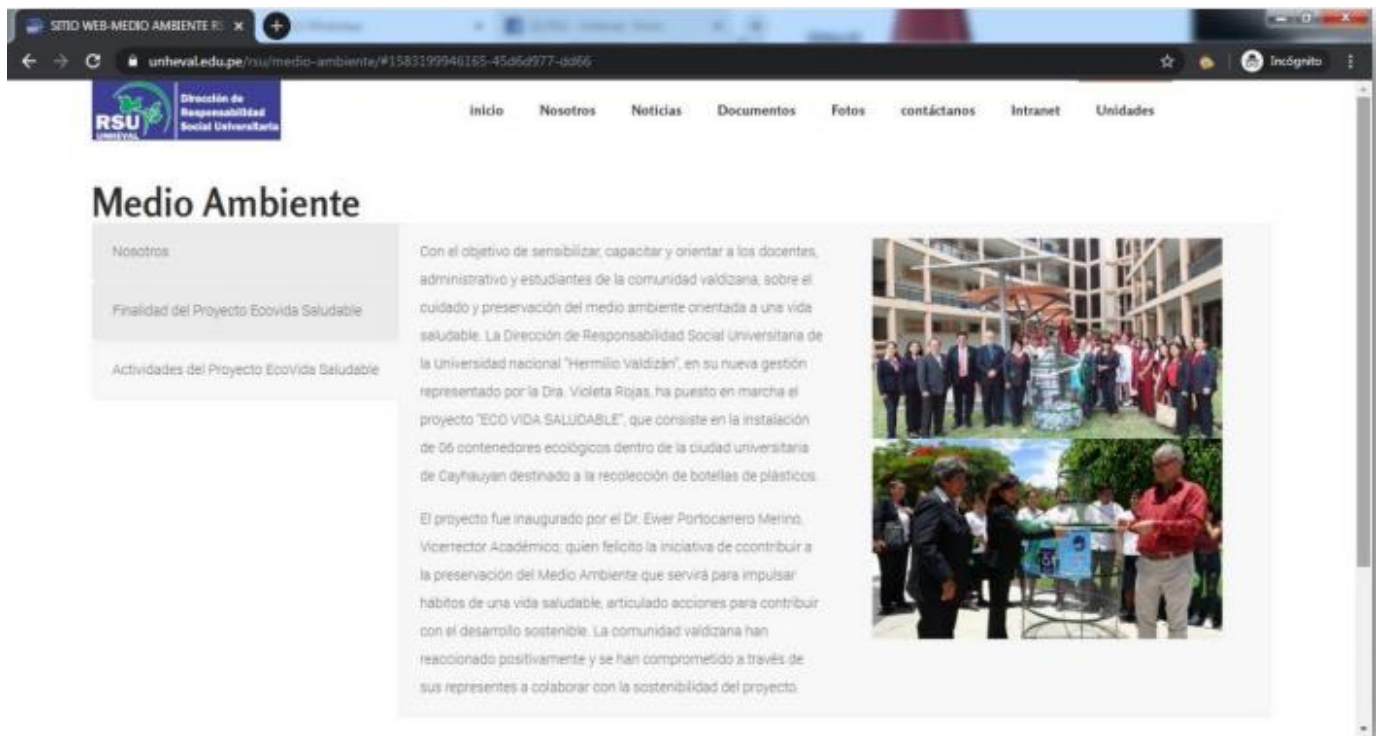 SITIO WEB-MEDIO AMBIENTE RS
unheval.edu.pe/rsu/medio-ambiente/#1583199946165-45d6d977-dd66
Incógnito
RSU
UNHEVAL
Dirección de
Responsabilidad
Social Universitaria
inicio Nosotros Noticias Documentos Fotos contáctanos Intranet Unidades
Medio Ambiente
Nosotros
Finalidad del Proyecto Ecovida Saludable
Actividades del Proyecto EcoVida Saludable
Con el objetivo de sensibilizar, capacitar y orientar a los docentes,
administrativo y estudiantes de la comunidad valdizana, sobre el
cuidado y preservación del medio ambiente orientada a una vida
saludable. La Dirección de Responsabilidad Social Universitaria de
la Universidad nacional "Hermilio Valdizán", en su nueva gestión
representado por la Dra. Violeta Rojas, ha puesto en marcha el
proyecto "ECO VIDA SALUDABLE", que consiste en la instalación
de 06 contenedores ecológicos dentro de la ciudad universitaria
de Cayhuayan destinado a la recolección de botellas de plásticos.
El proyecto fue inaugurado por el Dr. Ewer Portocarrero Merino,
Vicerrector Académico, quien felicito la iniciativa de ccontribuir a
la preservación del Medio Ambiente que servirá para impulsar
hábitos de una vida saludable, articulado acciones para contribuir
con el desarrollo sostenible. La comunidad valdizana han
reaccionado positivamente y se han comprometido a través de
sus representes a colaborar con la sostenibilidad del proyecto.